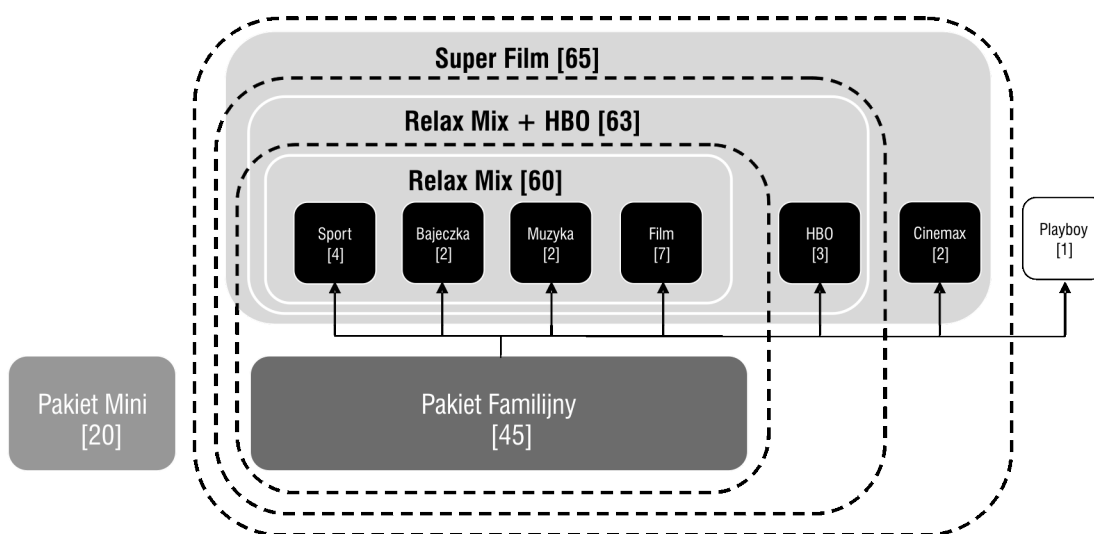 Super Film [65]
Relax Mix + HBO [63]
Relax Mix [60]
Sport
[4]
Bajeczka
[2]
Muzyka
[2]
Film
[7]
HBO
[3]
Cinemax
[2]
Playboy
[1]
Pakiet Mini
[20]
Pakiet Familijny
[45]